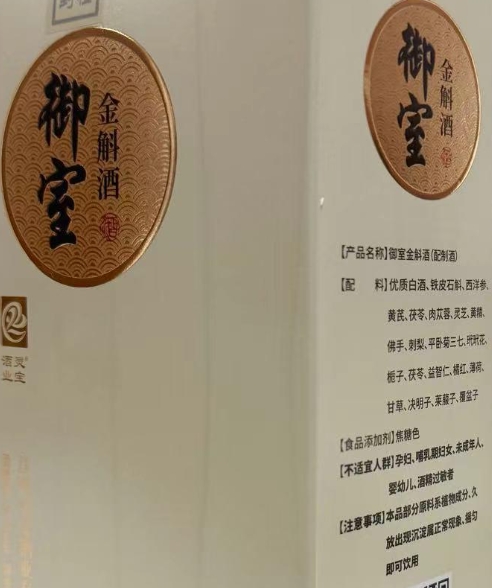 御室
金斛酒
灵宝
酒业
御室
金斛酒
【产品名称】御室金斛酒(配制酒)
【配 料】优质白酒、铁皮石斛、西洋参、
黄芪、茯苓、肉苁蓉、灵芝、黄精、
佛手、刺梨、平卧菊三七、玳玳花、
栀子、茯苓、益智仁、橘红、薄荷、
甘草、决明子、莱菔子、覆盆子
【食品添加剂】焦糖色
【不适宜人群】孕妇、哺乳期妇女、未成年人、
婴幼儿、酒精过敏者
【注意事项】本品部分原料系植物成分、久
放出现沉淀属正常现象、摇匀
即可饮用